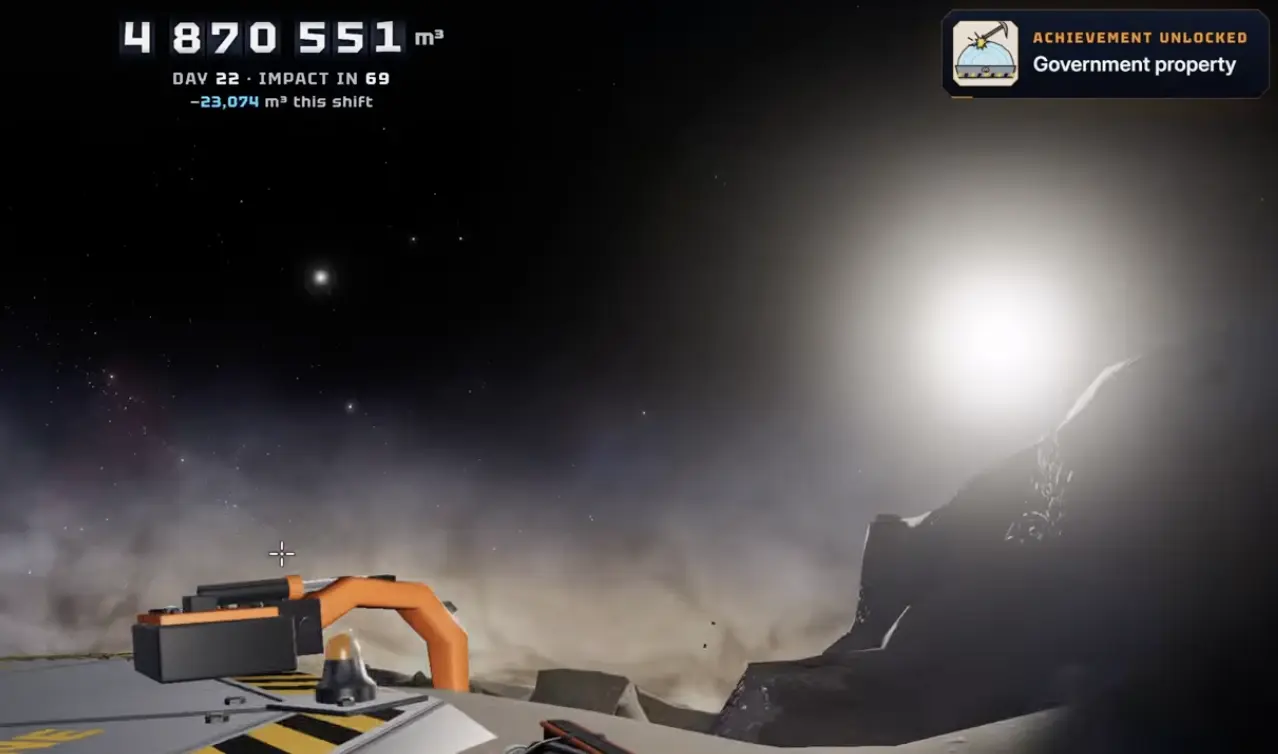 4 870 551 m³
DAY 22 · IMPACT IN 69
−23,074 m³ this shift
ACHIEVEMENT UNLOCKED
Government property